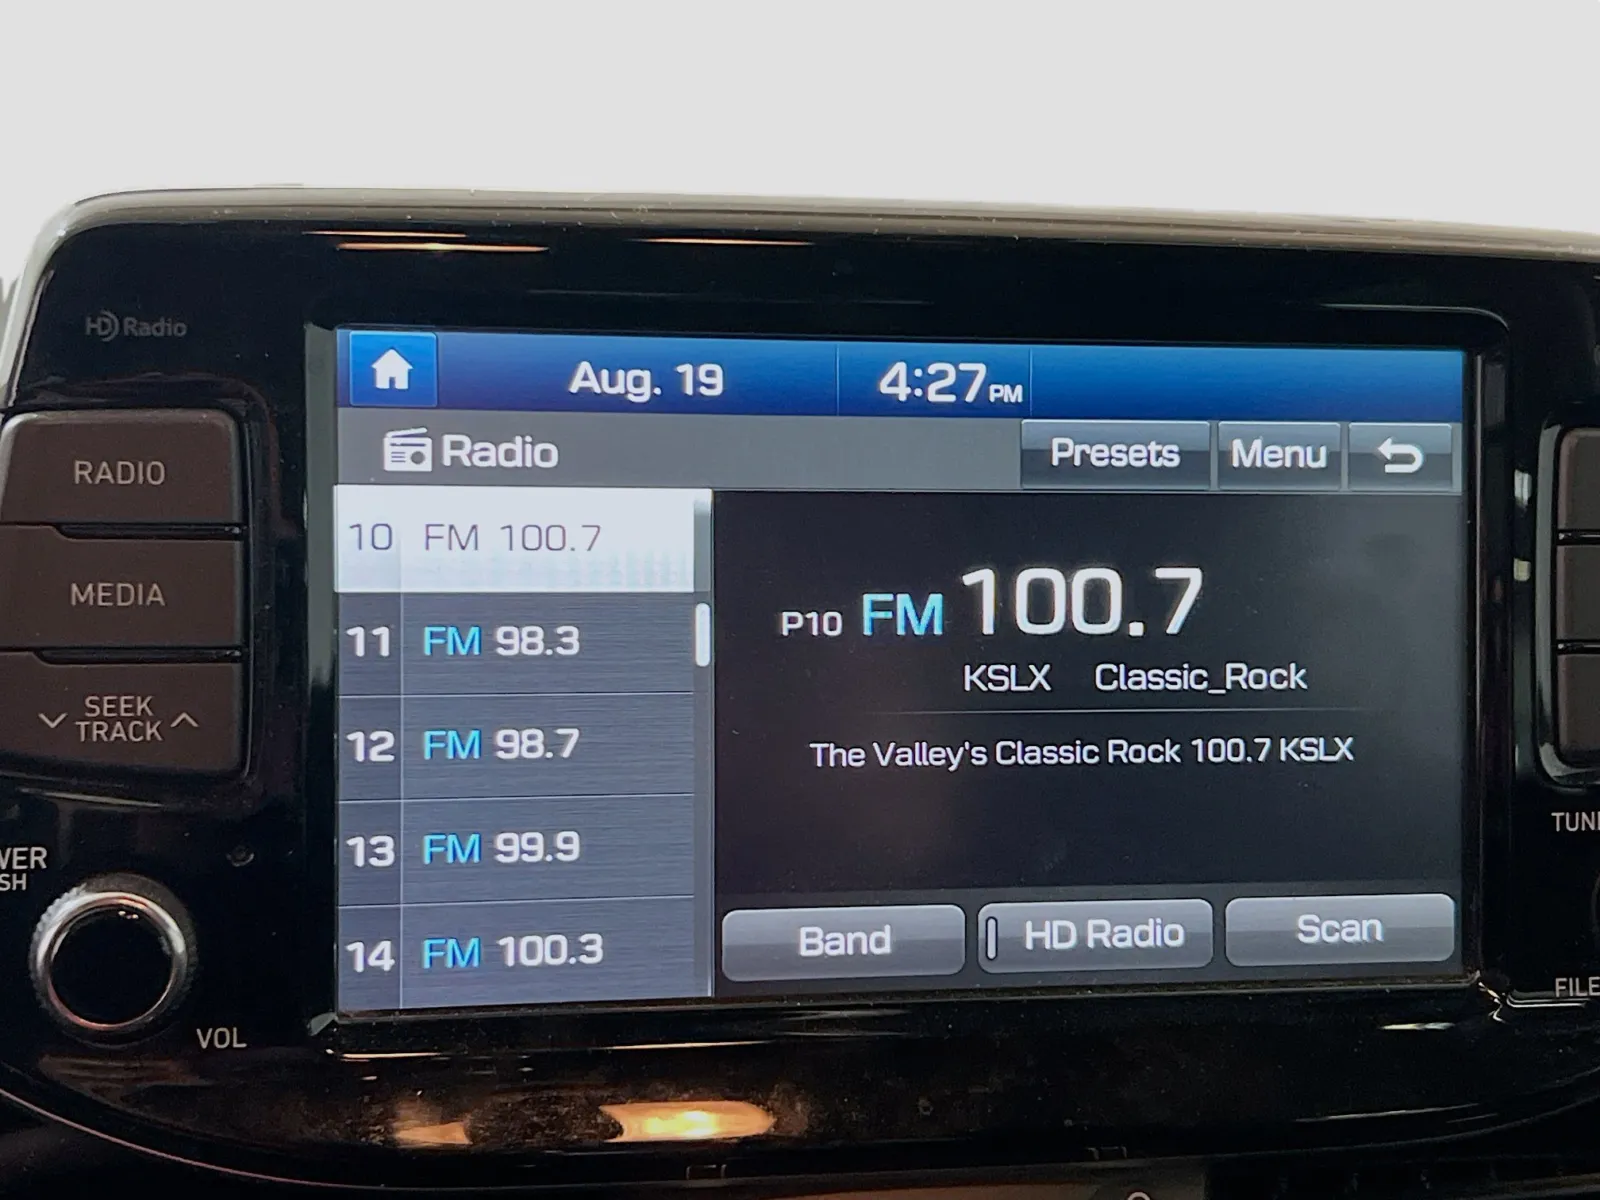 HD Radio
Aug. 19 4:27 PM
Radio Presets Menu
RADIO
MEDIA
SEEK
TRACK
10 FM 100.7
11 FM 98.3
12 FM 98.7
13 FM 99.9
14 FM 100.3
P10 FM 100.7
KSLX Classic_Rock
The Valley's Classic Rock 100.7 KSLX
Band HD Radio Scan
VOL
FILE